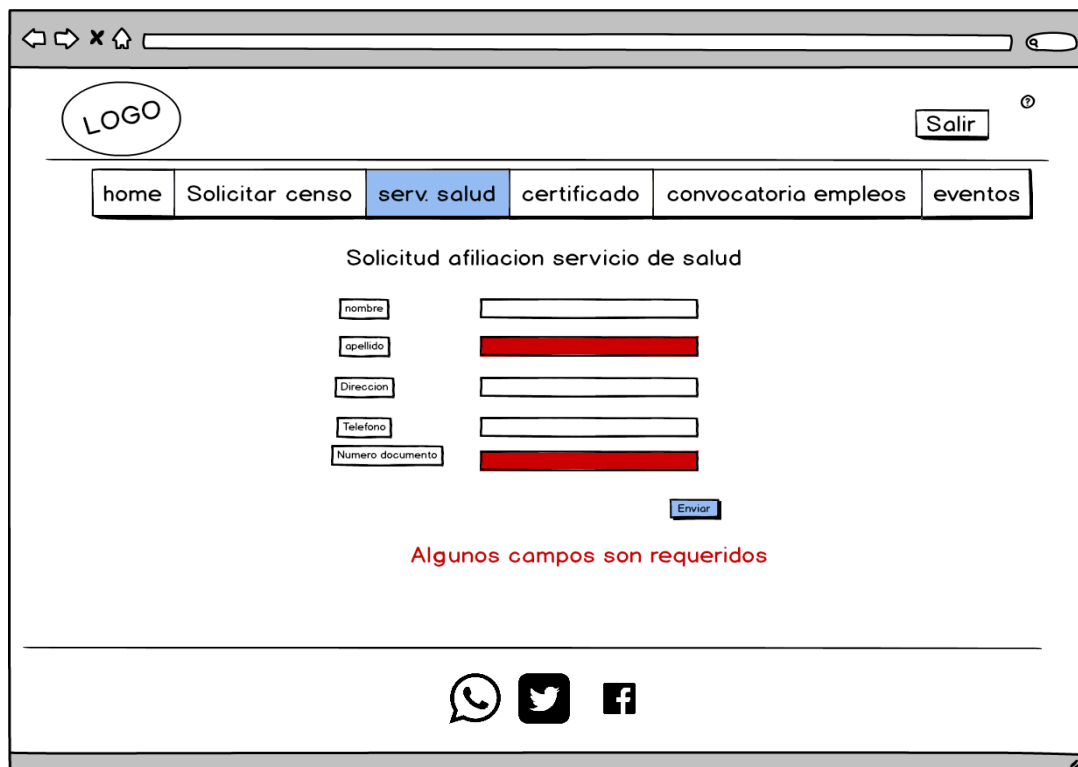 LOGO
Salir
home Solicitar censo serv. salud certificado convocatoria empleos eventos
Solicitud afiliacion servicio de salud
nombre
apellido
Direccion
Telefono
Numero documento
Enviar
Algunos campos son requeridos